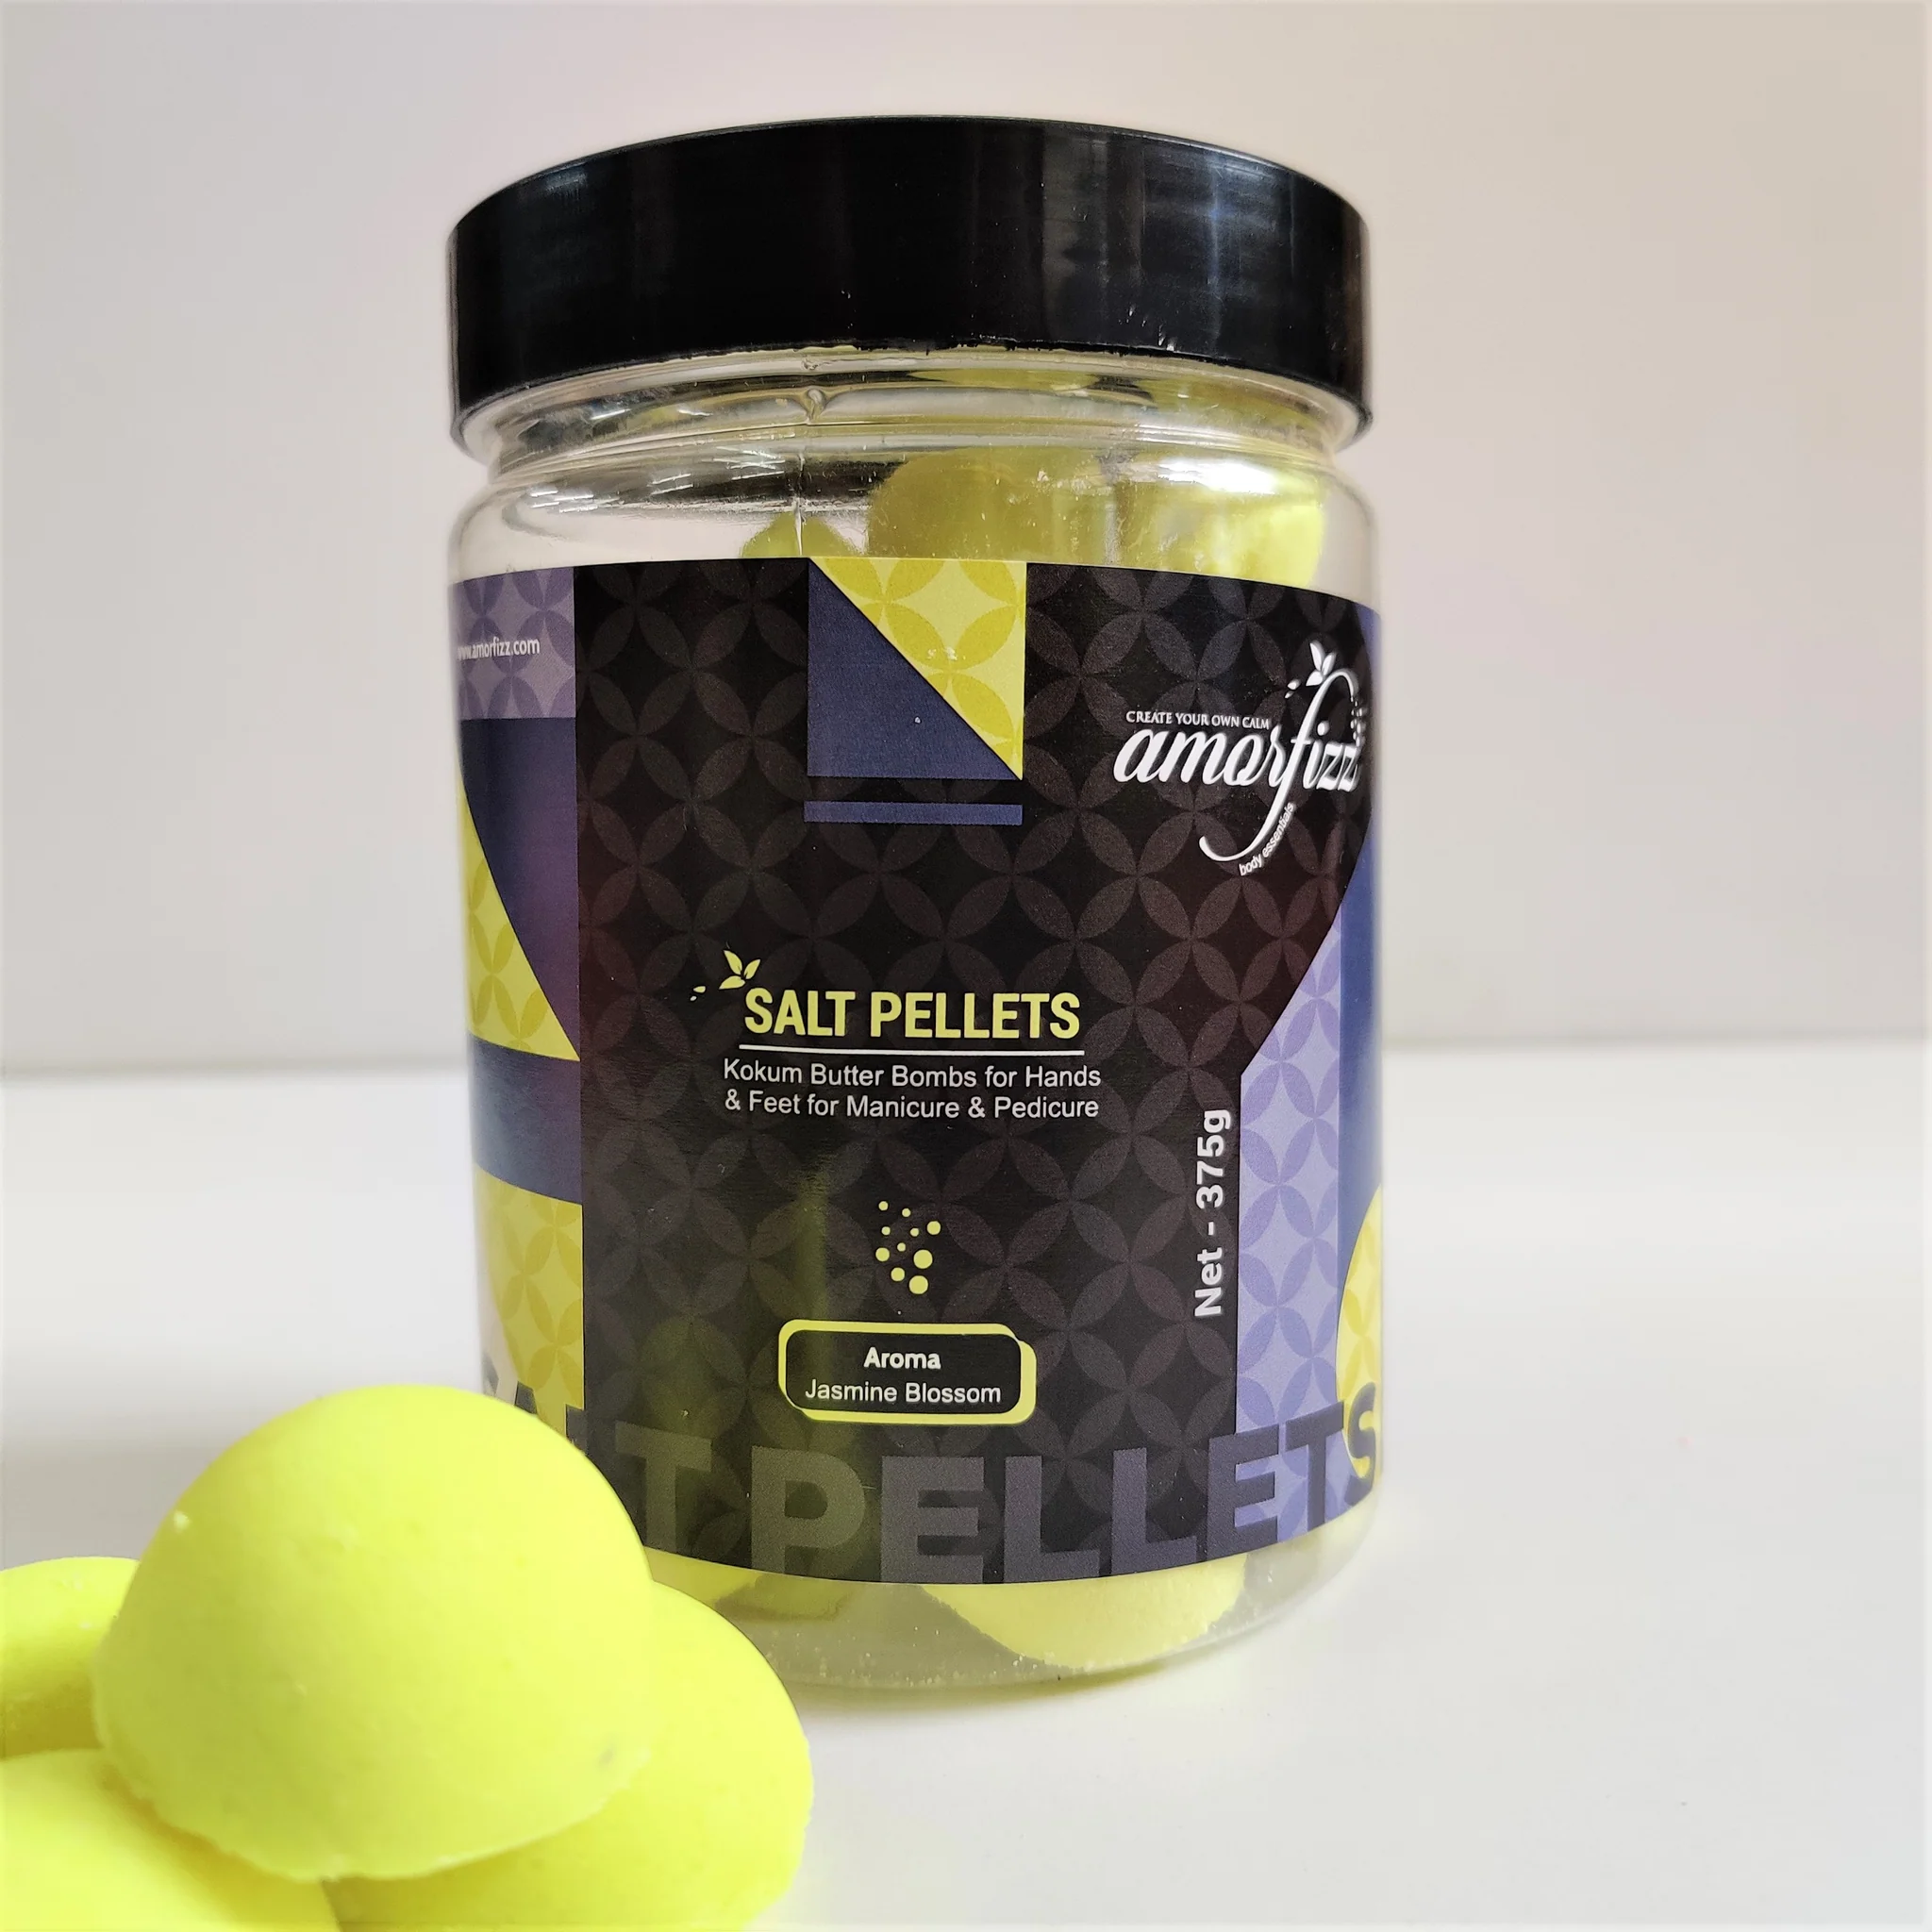 www.amorfizz.com
CREATE YOUR OWN CALM
amorfizz
body essentials
SALT PELLETS
Kokum Butter Bombs for Hands
& Feet for Manicure & Pedicure
Net - 375g
Aroma
Jasmine Blossom
SALT PELLETS